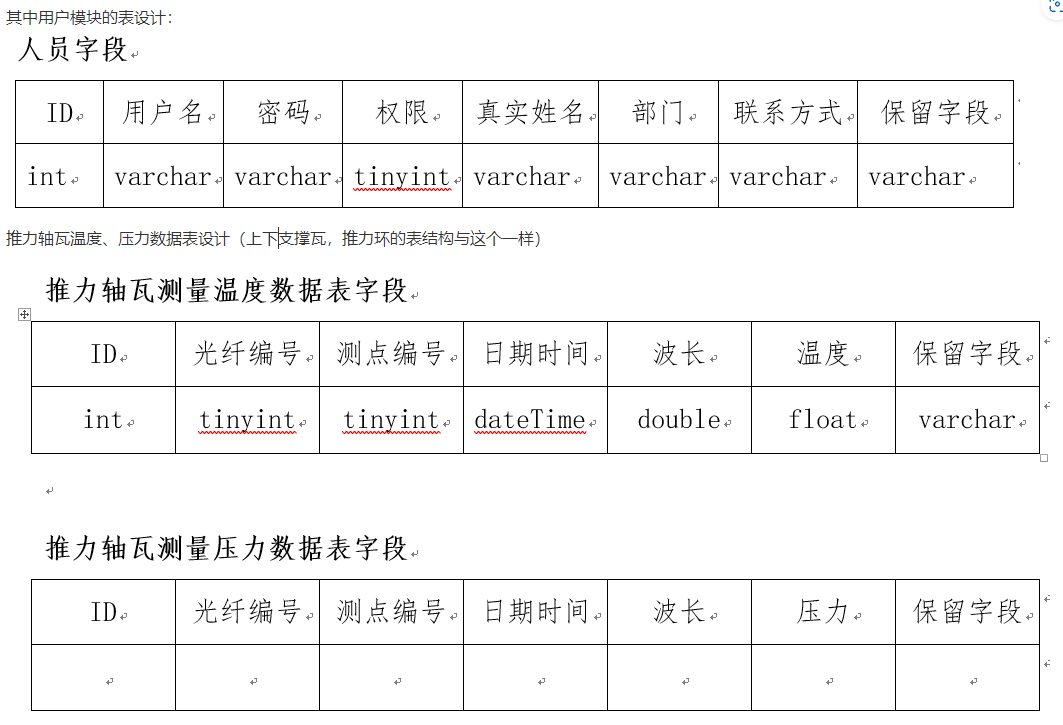 其中用户模块的表设计：
人员字段
ID 用户名 密码 权限 真实姓名 部门 联系方式 保留字段
int varchar varchar tinyint varchar varchar varchar varchar
推力轴瓦温度、压力数据表设计（上下支撑瓦，推力环的表结构与这个一样）
推力轴瓦测量温度数据表字段
ID 光纤编号 测点编号 日期时间 波长 温度 保留字段
int tinyint tinyint dateTime double float varchar
推力轴瓦测量压力数据表字段
ID 光纤编号 测点编号 日期时间 波长 压力 保留字段